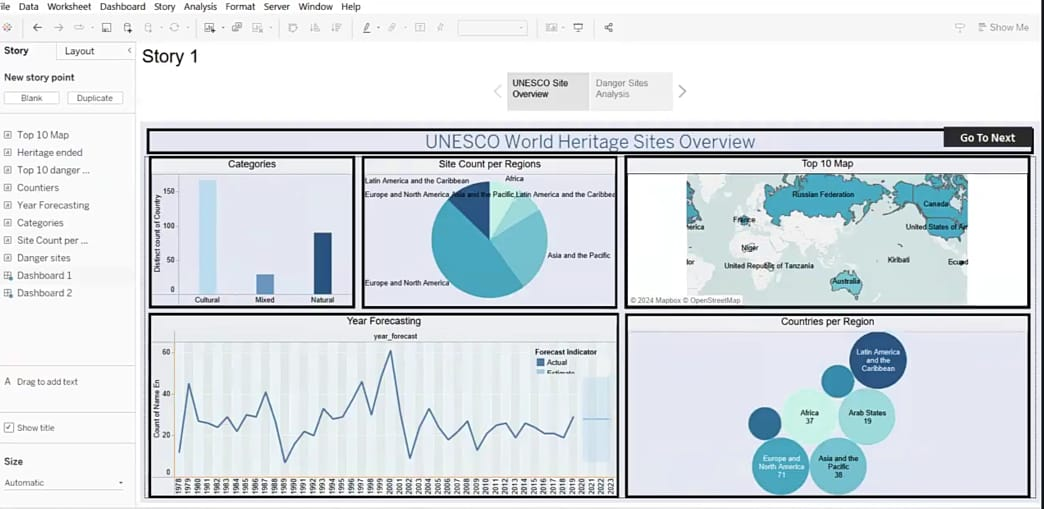 ile Data Worksheet Dashboard Story Analysis Format Server Window Help
Show Me
Story Layout
New story point
Blank Duplicate
Top 10 Map
Heritage ended
Top 10 danger ...
Countiers
Year Forecasting
Categories
Site Count per ...
Danger sites
Dashboard 1
Dashboard 2
A Drag to add text
Show title
Size
Automatic
Story 1
UNESCO Site
Overview
Danger Sites
Analysis
UNESCO World Heritage Sites Overview
Go To Next
Categories
Distinct count of Country
150
100
50
0
Cultural Mixed Natural
Site Count per Regions
Latin America and the Caribbean
Africa
Europe and North America
Asia and the Pacific
Latin America and the Caribbea
Asia and the Pacific
Europe and North America
Top 10 Map
Russian Federation
Canada
France
United States of Am
erica
Niger
United Republic of Tanzania
Kiribati
Ecuad
lor
Australia
© 2024 Mapbox © OpenStreetMap
Year Forecasting
year_forecast
Count of Name En
60
40
20
0
Forecast Indicator
Actual
Estimate
1978 1979 1980 1981 1982 1983 1984 1985 1986 1987 1988 1989 1990 1991 1992 1993 1994 1995 1996 1997 1998 1999 2000 2001 2002 2003 2004 2005 2006 2007 2008 2009 2010 2011 2012 2013 2014 2015 2016 2017 2018 2019 2020 2021 2022 2023
Countries per Region
Latin America
and the
Caribbean
Africa
37
Arab States
19
Europe and
North America
71
Asia and the
Pacific
38